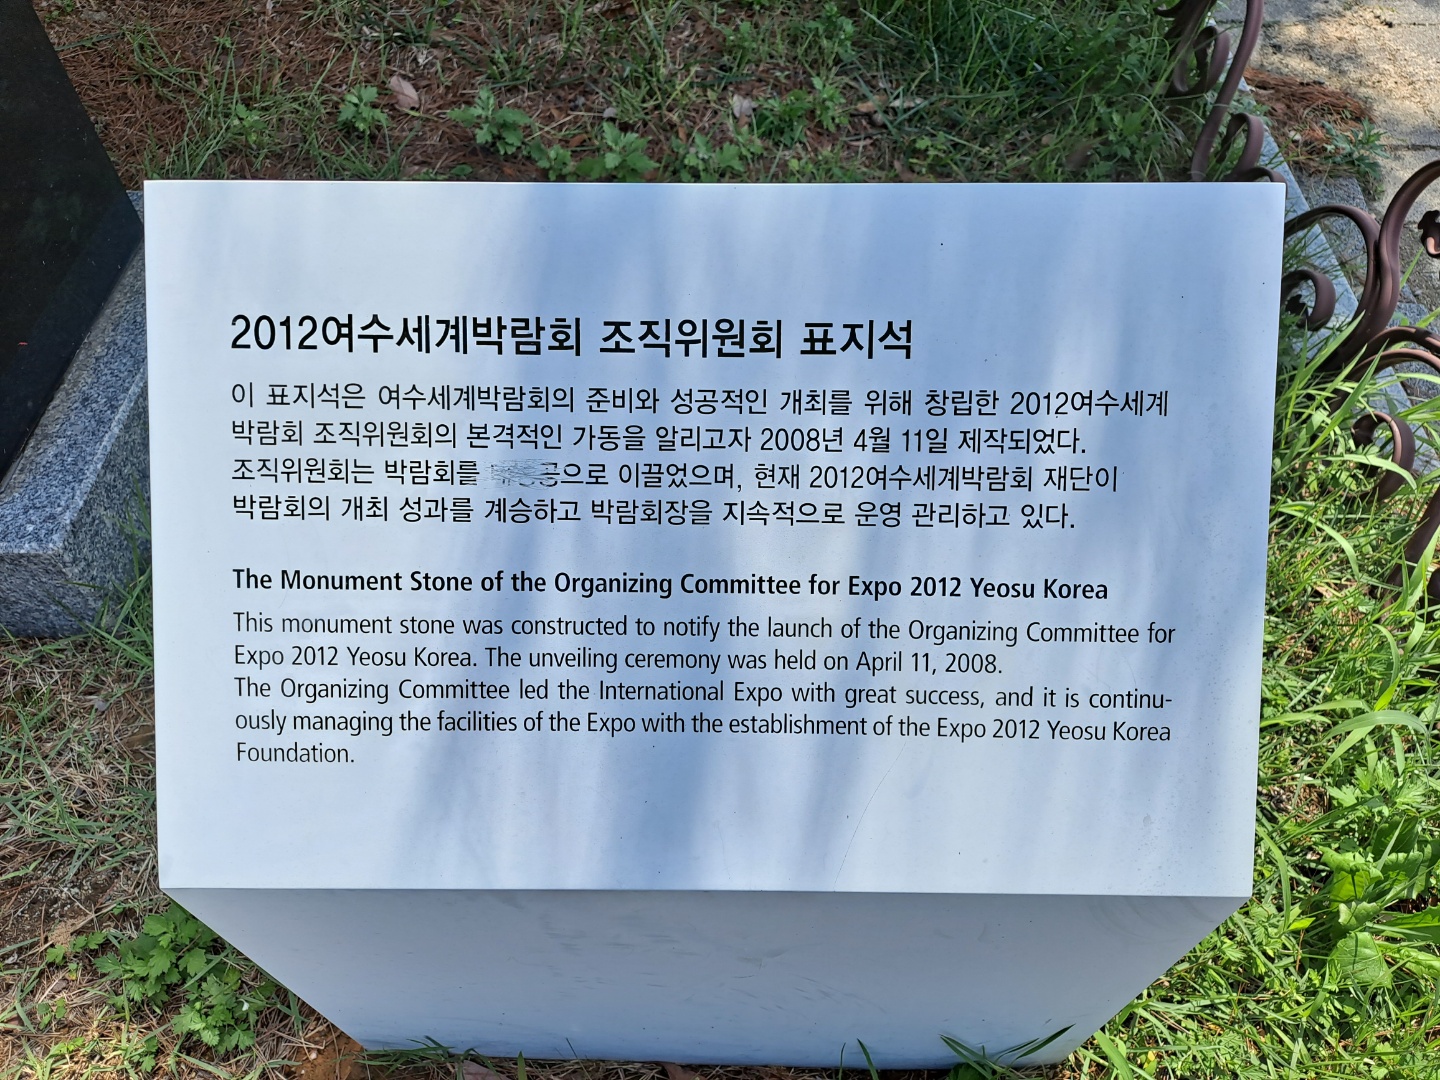 2012여수세계박람회 조직위원회 표지석
이 표지석은 여수세계박람회의 준비와 성공적인 개최를 위해 창립한 2012여수세계
박람회 조직위원회의 본격적인 가동을 알리고자 2008년 4월 11일 제작되었다.
조직위원회는 박람회를 이끌었으며, 현재 2012여수세계박람회 재단이
박람회의 개최 성과를 계승하고 박람회장을 지속적으로 운영 관리하고 있다.
The Monument Stone of the Organizing Committee for Expo 2012 Yeosu Korea
This monument stone was constructed to notify the launch of the Organizing Committee for
Expo 2012 Yeosu Korea. The unveiling ceremony was held on April 11, 2008.
The Organizing Committee led the International Expo with great success, and it is continu-
ously managing the facilities of the Expo with the establishment of the Expo 2012 Yeosu Korea
Foundation.